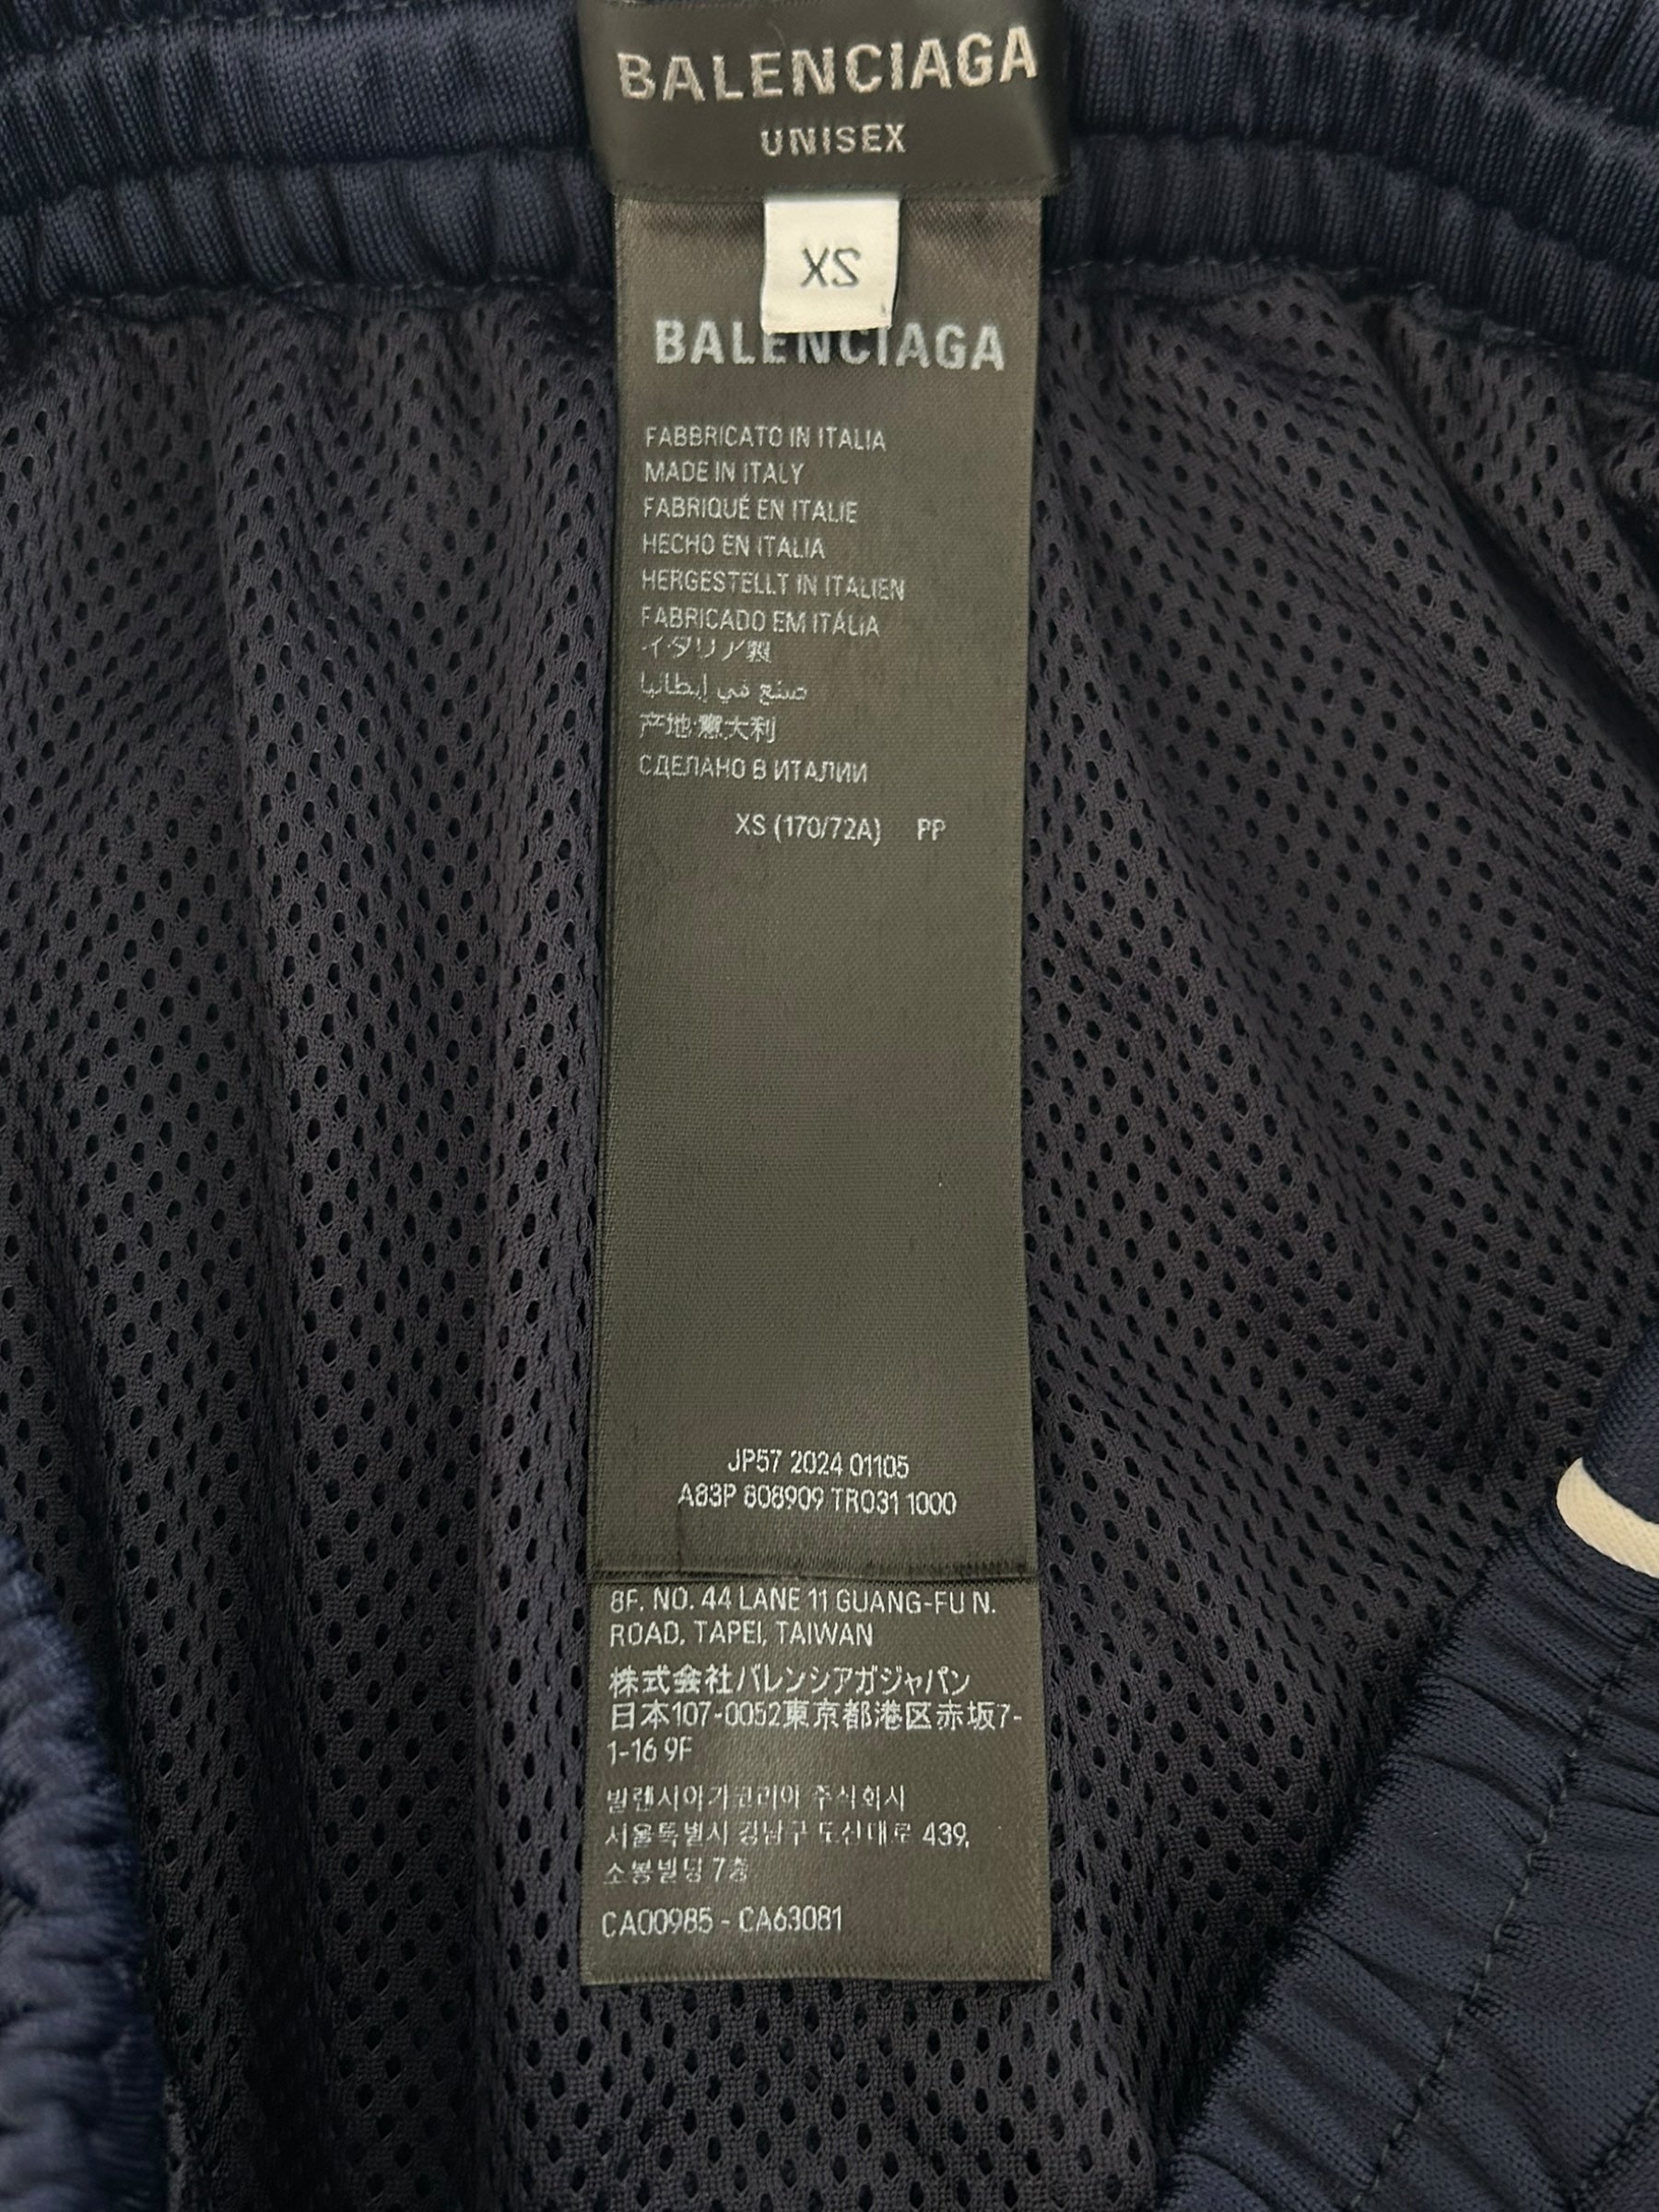 BALENCIAGA
UNISEX
XS
BALENCIAGA
FABBRICATO IN ITALIA
MADE IN ITALY
FABRIQUÉ EN ITALIE
HECHO EN ITALIA
HERGESTELLT IN ITALIEN
FABRICADO EM ITÁLIA
イタリア製
صنع في إيطاليا
产地:意大利
СДЕЛАНО В ИТАЛИИ
XS (170/72A) PP
JP57 2024 01105
A83P 808909 TRO31 1000
8F. NO. 44 LANE 11 GUANG-FU N.
ROAD, TAPEI, TAIWAN
株式会社バレンシアガジャパン
日本107-0052東京都港区赤坂7-
1-16 9F
발렌시아가코리아 주식회사
서울특별시 강남구 도산대로 439,
소봉빌딩 7층
CA00985 - CA63081